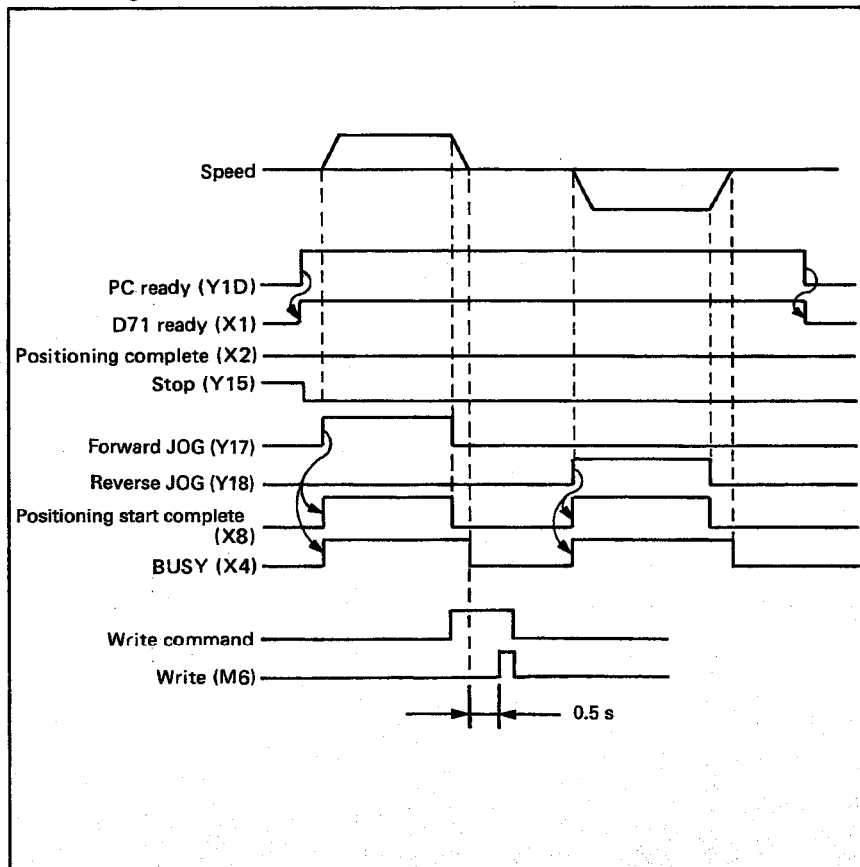 Speed
PC ready (Y1D)
D71 ready (X1)
Positioning complete (X2)
Stop (Y15)
Forward JOG (Y17)
Reverse JOG (Y18)
Positioning start complete
(X8)
BUSY (X4)
Write command
Write (M6)
0.5 s